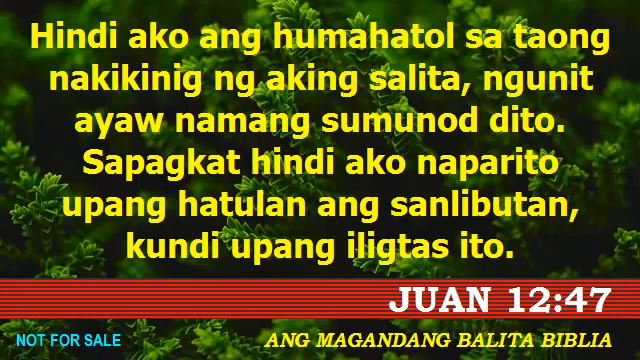 Hindi ako ang humahatol sa taong
nakikinig ng aking salita, ngunit
ayaw namang sumunod dito.
Sapagkat hindi ako naparito
upang hatulan ang sanlibutan,
kundi upang iligtas ito.
JUAN 12:47
NOT FOR SALE
ANG MAGANDANG BALITA BIBLIA